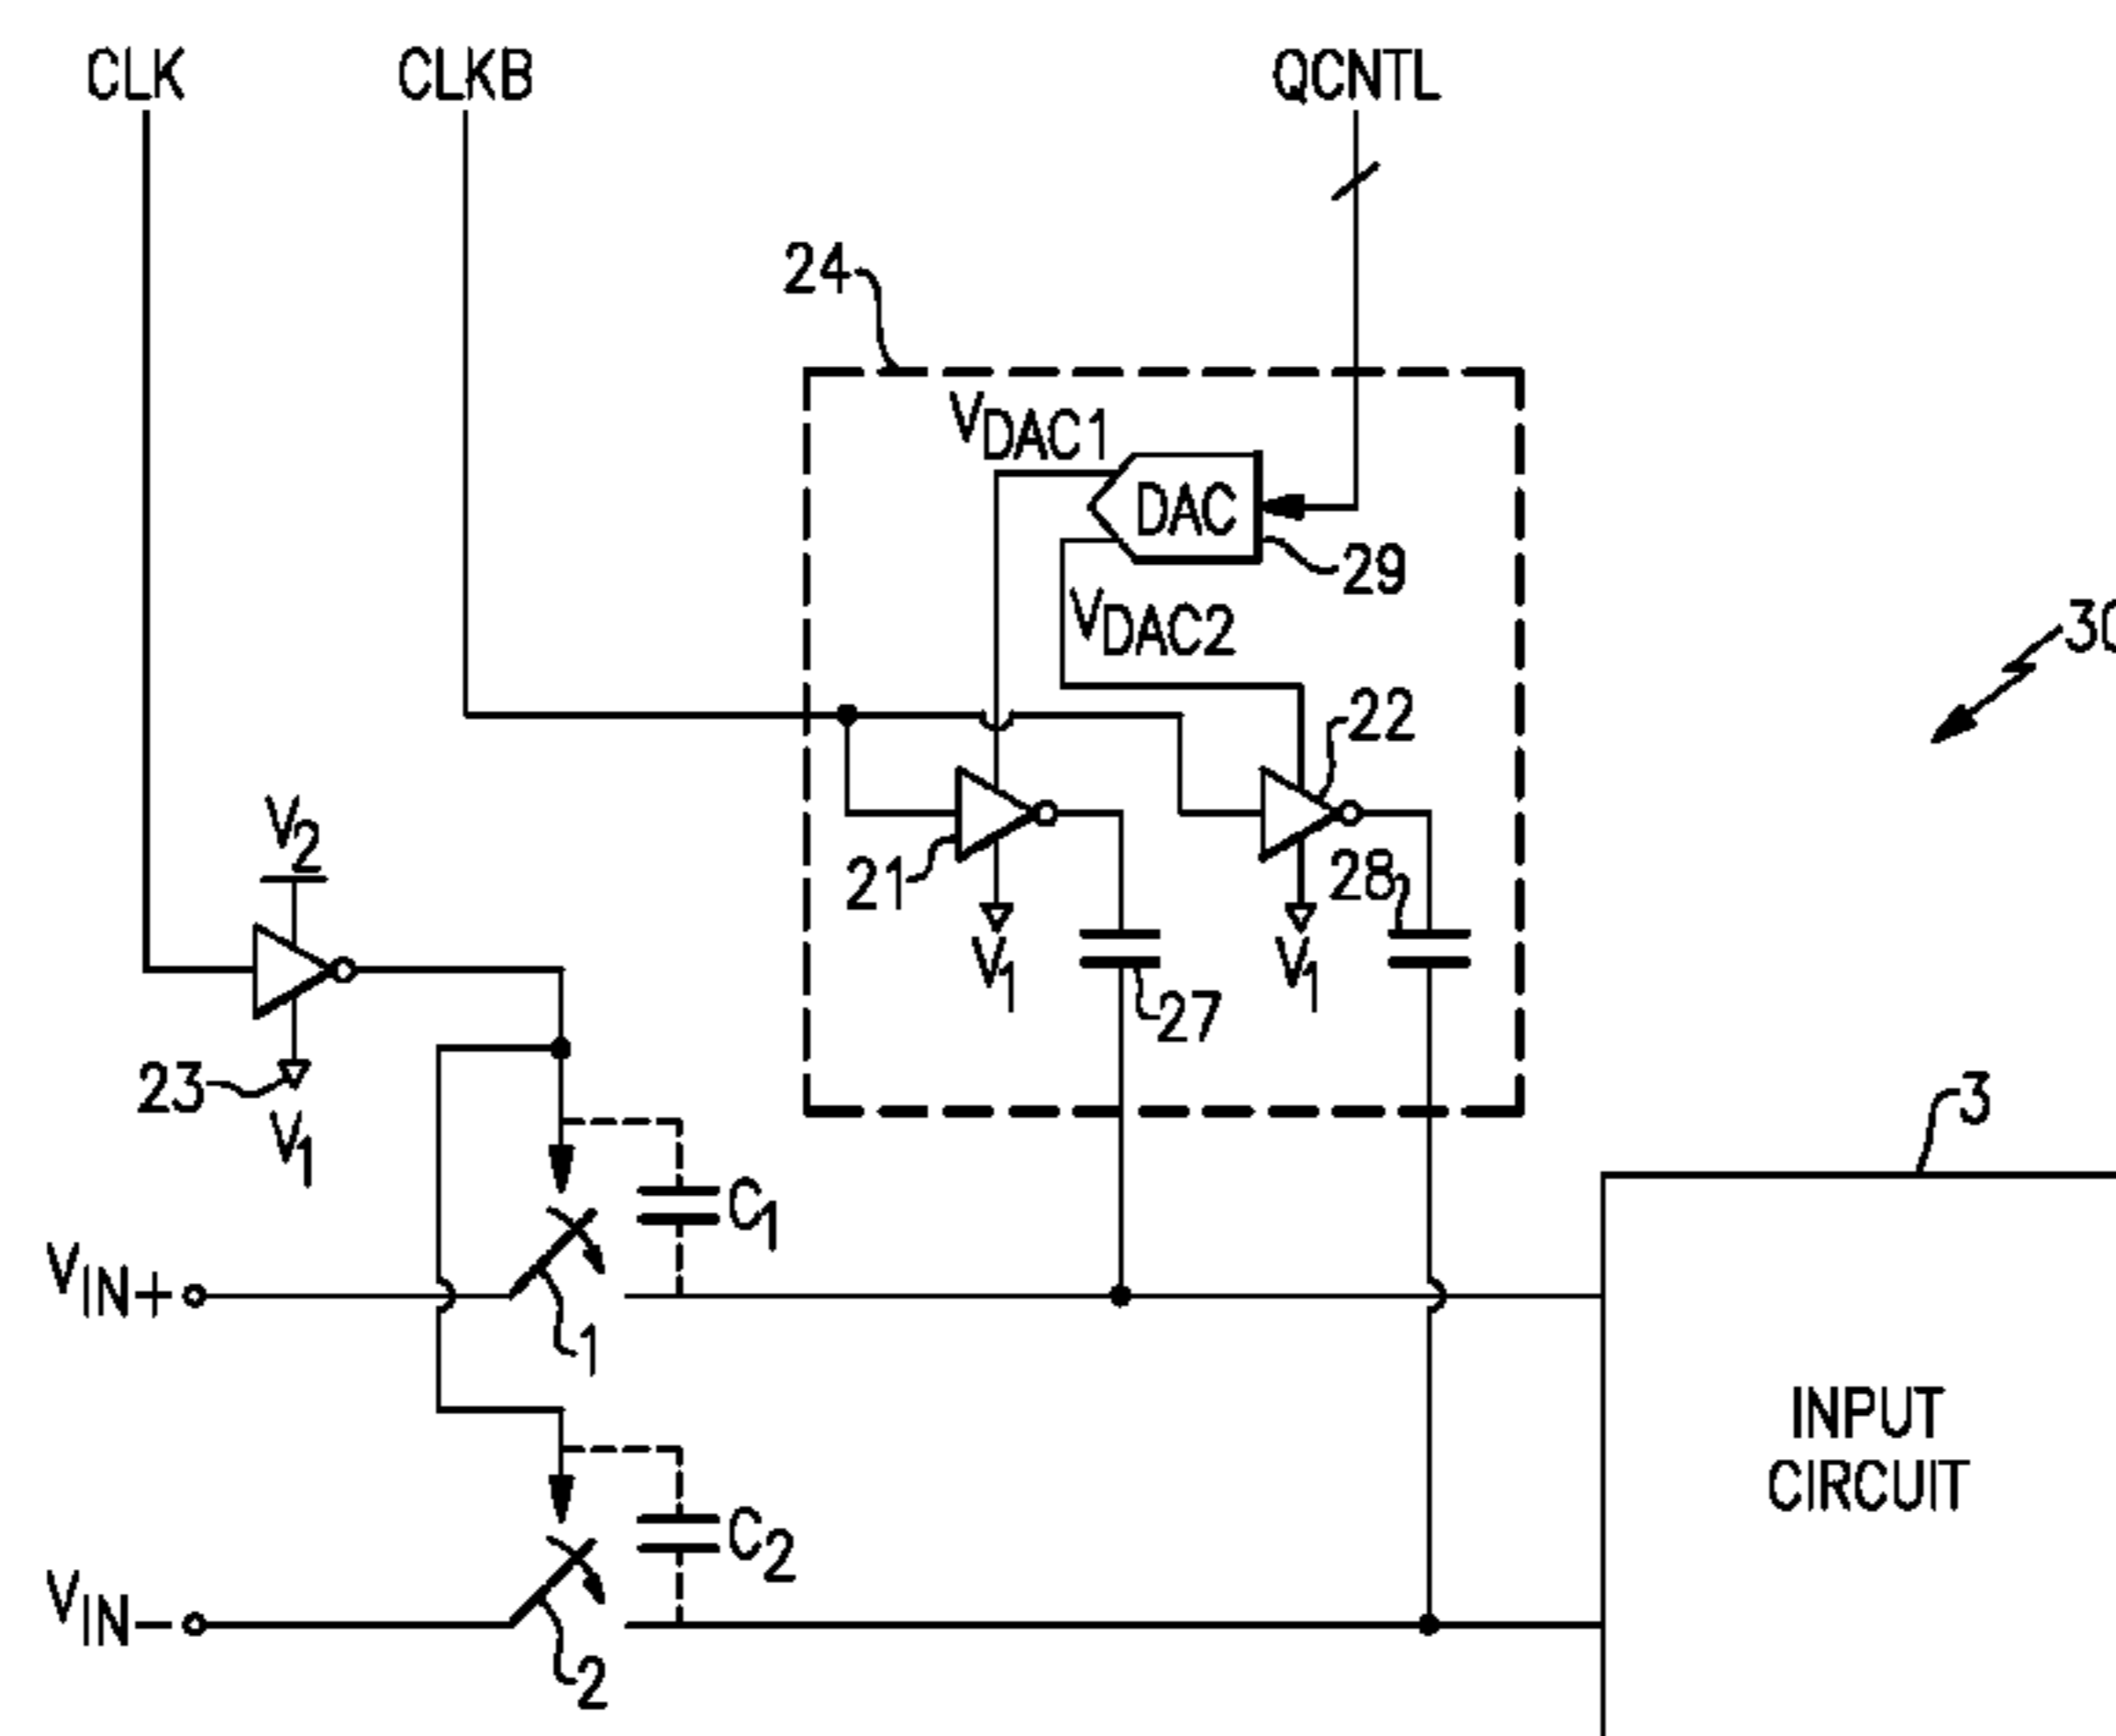 CLK
CLKB
QCNTL
24
VDAC1
DAC
29
VDAC2
30
22
V2
21
28
V1
V1
27
23
V1
3
C1
VIN+
1
INPUT
CIRCUIT
C2
VIN−
2